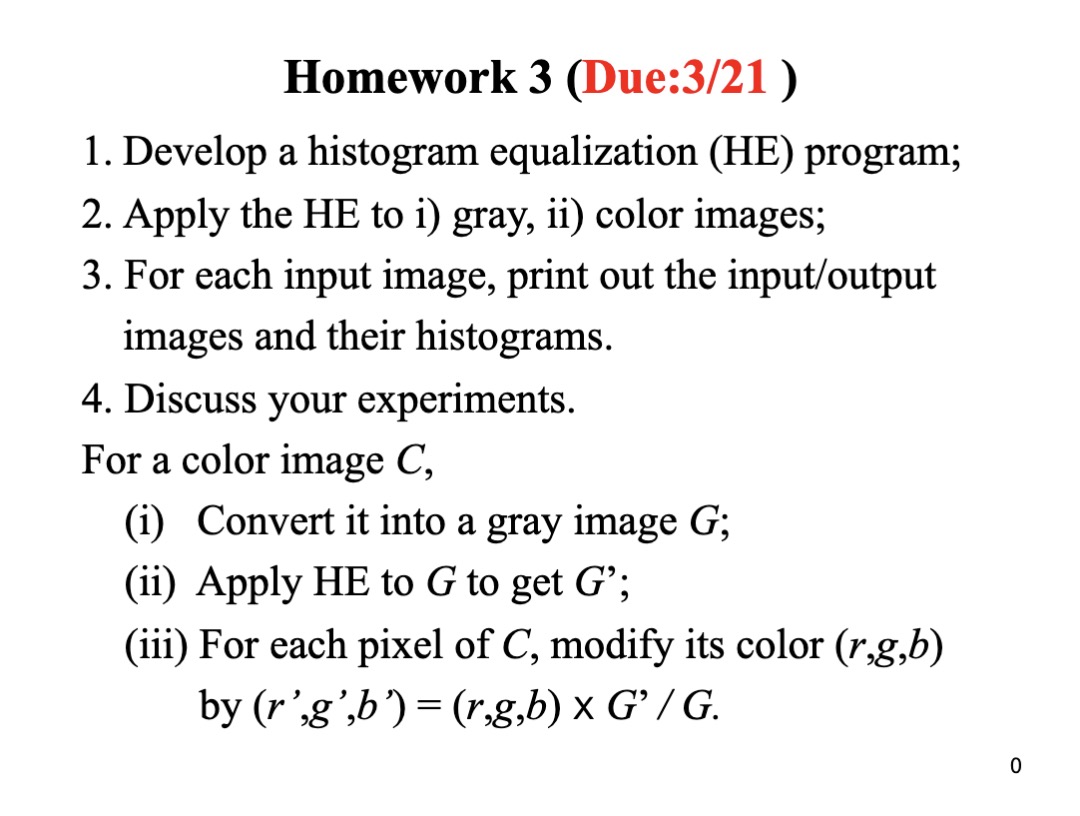 Homework 3 (Due:3/21 )
1. Develop a histogram equalization (HE) program;
2. Apply the HE to i) gray, ii) color images;
3. For each input image, print out the input/output
images and their histograms.
4. Discuss your experiments.
For a color image C,
(i) Convert it into a gray image G;
(ii) Apply HE to G to get G’;
(iii) For each pixel of C, modify its color (r,g,b)
by (r’,g’,b’) = (r,g,b) x G’ / G.
0